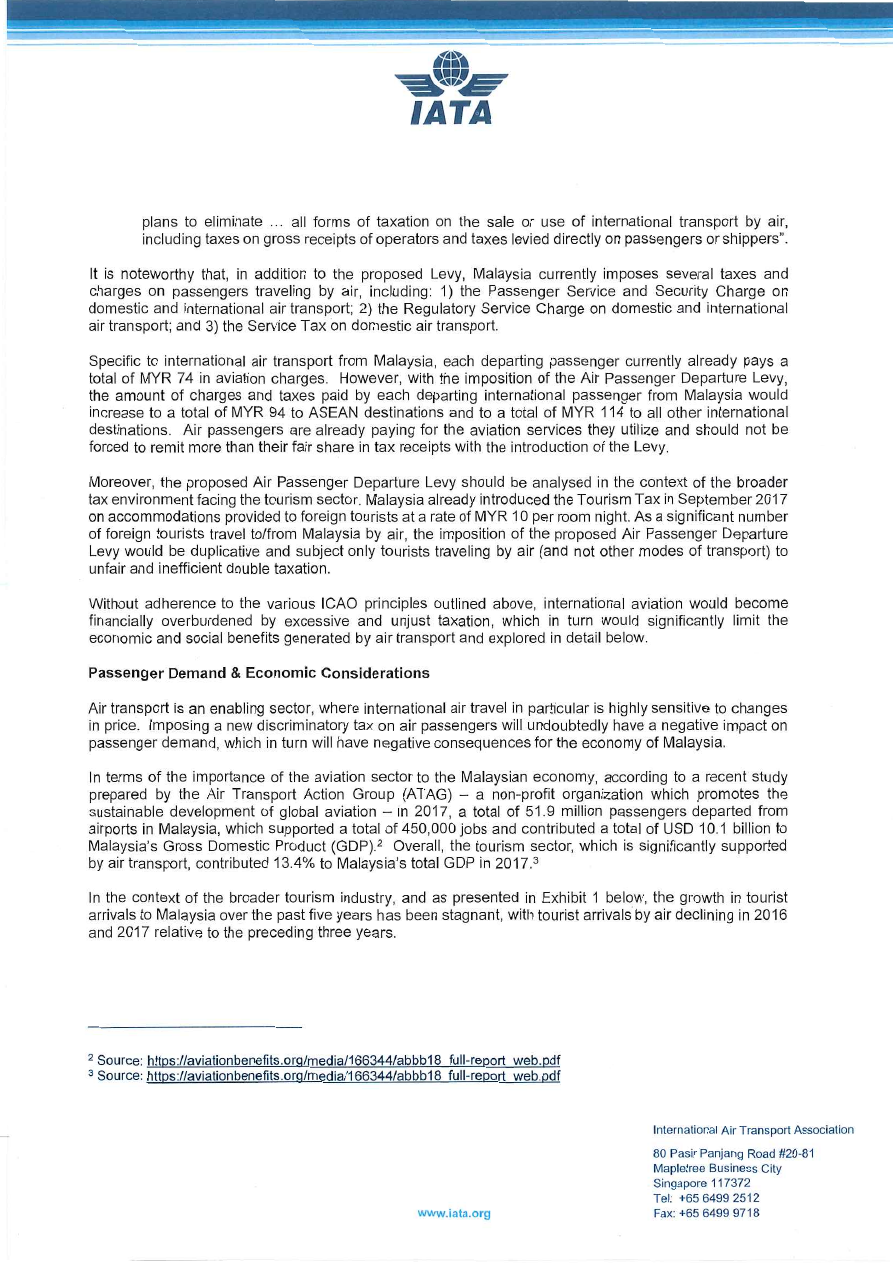 IATA
plans to eliminate ... all forms of taxation on the sale or use of international transport by air,
including taxes on gross receipts of operators and taxes levied directly on passengers or shippers”.
It is noteworthy that, in addition to the proposed Levy, Malaysia currently imposes several taxes and
charges on passengers traveling by air, including: 1) the Passenger Service and Security Charge on
domestic and international air transport; 2) the Regulatory Service Charge on domestic and international
air transport; and 3) the Service Tax on domestic air transport.
Specific to international air transport from Malaysia, each departing passenger currently already pays a
total of MYR 74 in aviation charges. However, with the imposition of the Air Passenger Departure Levy,
the amount of charges and taxes paid by each departing international passenger from Malaysia would
increase to a total of MYR 94 to ASEAN destinations and to a total of MYR 114 to all other international
destinations. Air passengers are already paying for the aviation services they utilize and should not be
forced to remit more than their fair share in tax receipts with the introduction of the Levy.
Moreover, the proposed Air Passenger Departure Levy should be analysed in the context of the broader
tax environment facing the tourism sector. Malaysia already introduced the Tourism Tax in September 2017
on accommodations provided to foreign tourists at a rate of MYR 10 per room night. As a significant number
of foreign tourists travel to/from Malaysia by air, the imposition of the proposed Air Passenger Departure
Levy would be duplicative and subject only tourists traveling by air (and not other modes of transport) to
unfair and inefficient double taxation.
Without adherence to the various ICAO principles outlined above, international aviation would become
financially overburdened by excessive and unjust taxation, which in turn would significantly limit the
economic and social benefits generated by air transport and explored in detail below.
Passenger Demand & Economic Considerations
Air transport is an enabling sector, where international air travel in particular is highly sensitive to changes
in price. Imposing a new discriminatory tax on air passengers will undoubtedly have a negative impact on
passenger demand, which in turn will have negative consequences for the economy of Malaysia.
In terms of the importance of the aviation sector to the Malaysian economy, according to a recent study
prepared by the Air Transport Action Group (ATAG) – a non-profit organization which promotes the
sustainable development of global aviation – in 2017, a total of 51.9 million passengers departed from
airports in Malaysia, which supported a total of 450,000 jobs and contributed a total of USD 10.1 billion to
Malaysia's Gross Domestic Product (GDP).2 Overall, the tourism sector, which is significantly supported
by air transport, contributed 13.4% to Malaysia's total GDP in 2017.3
In the context of the broader tourism industry, and as presented in Exhibit 1 below, the growth in tourist
arrivals to Malaysia over the past five years has been stagnant, with tourist arrivals by air declining in 2016
and 2017 relative to the preceding three years.
2 Source: https://aviationbenefits.org/media/166344/abbb18_full-report_web.pdf
3 Source: https://aviationbenefits.org/media/166344/abbb18_full-report_web.pdf
International Air Transport Association
80 Pasir Panjang Road #20-81
Mapletree Business City
Singapore 117372
Tel: +65 6499 2512
Fax: +65 6499 9718
www.iata.org